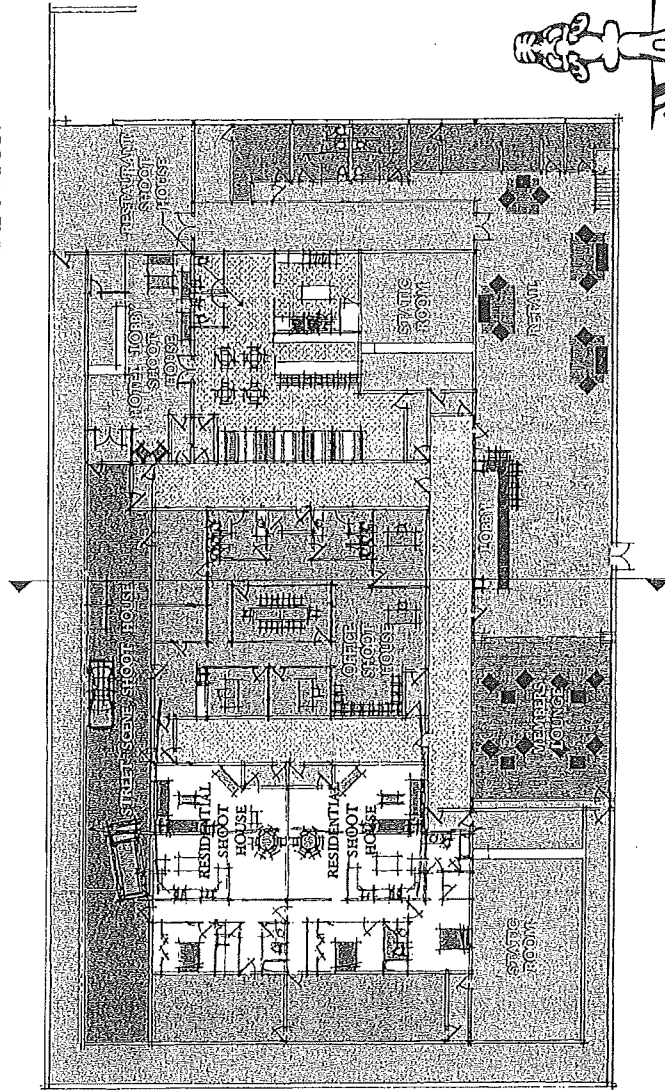 RESTAURANT
SHOOT
HOUSE
HOTEL LOBBY
SHOOT
HOUSE
STATIC
ROOM
RETAIL
LOBBY
STREET SCENE SHOOT HOUSE
OFFICE
SHOOT
HOUSE
MEMBERS
LOUNGE
RESIDENTIAL
SHOOT
HOUSE
RESIDENTIAL
SHOOT
HOUSE
STATIC
ROOM